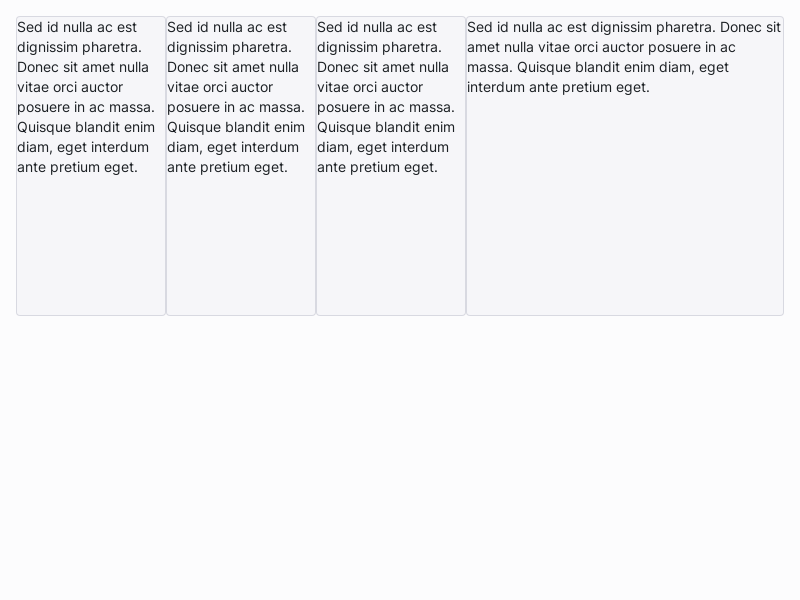 Sed id nulla ac est
dignissim pharetra.
Donec sit amet nulla
vitae orci auctor
posuere in ac massa.
Quisque blandit enim
diam, eget interdum
ante pretium eget.
Sed id nulla ac est
dignissim pharetra.
Donec sit amet nulla
vitae orci auctor
posuere in ac massa.
Quisque blandit enim
diam, eget interdum
ante pretium eget.
Sed id nulla ac est
dignissim pharetra.
Donec sit amet nulla
vitae orci auctor
posuere in ac massa.
Quisque blandit enim
diam, eget interdum
ante pretium eget.
Sed id nulla ac est dignissim pharetra. Donec sit
amet nulla vitae orci auctor posuere in ac
massa. Quisque blandit enim diam, eget
interdum ante pretium eget.